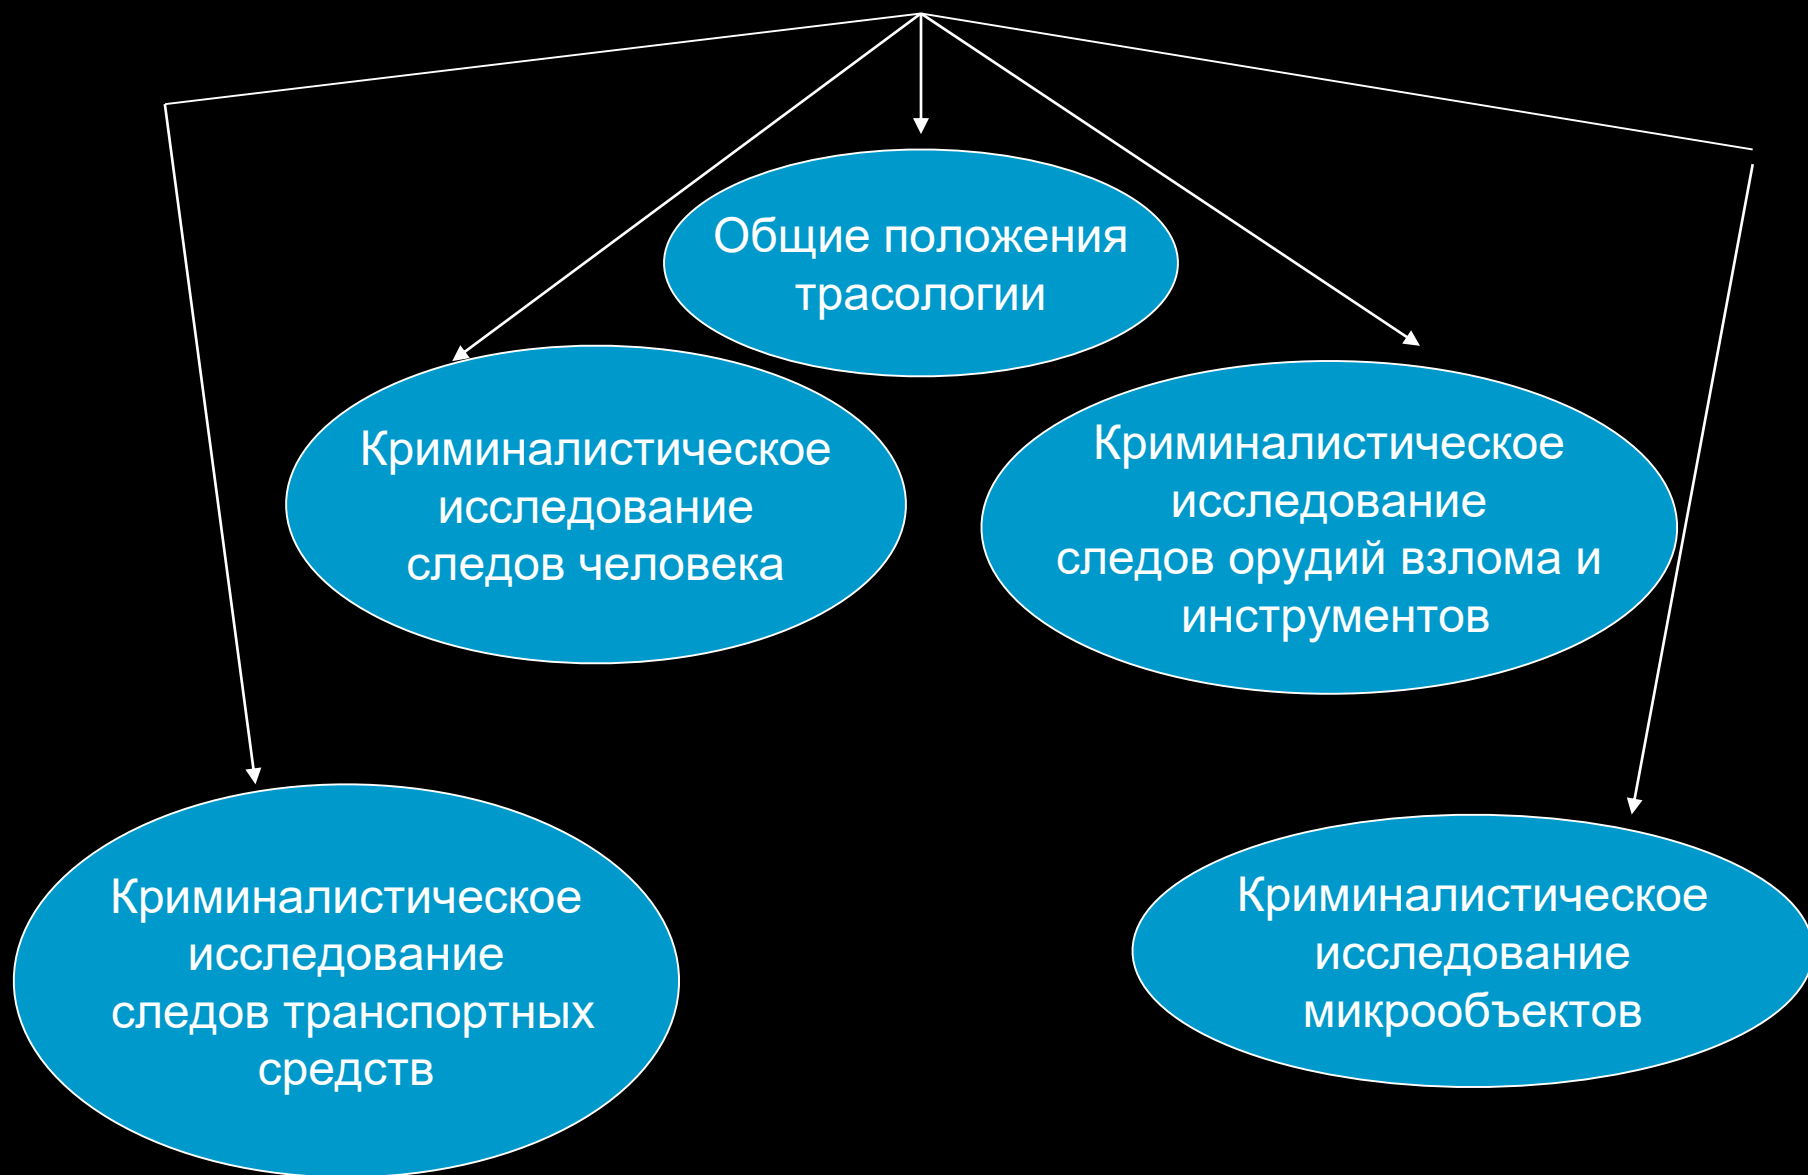 Общие положения
трасологии
Криминалистическое
исследование
следов человека
Криминалистическое
исследование
следов орудий взлома и
инструментов
Криминалистическое
исследование
следов транспортных
средств
Криминалистическое
исследование
микрообъектов